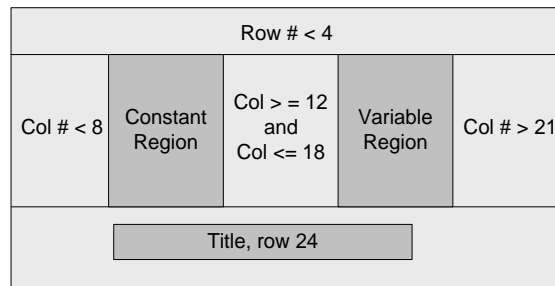 Row # < 4
Col # < 8
Constant
Region
Col > = 12
and
Col <= 18
Variable
Region
Col # > 21
Title, row 24